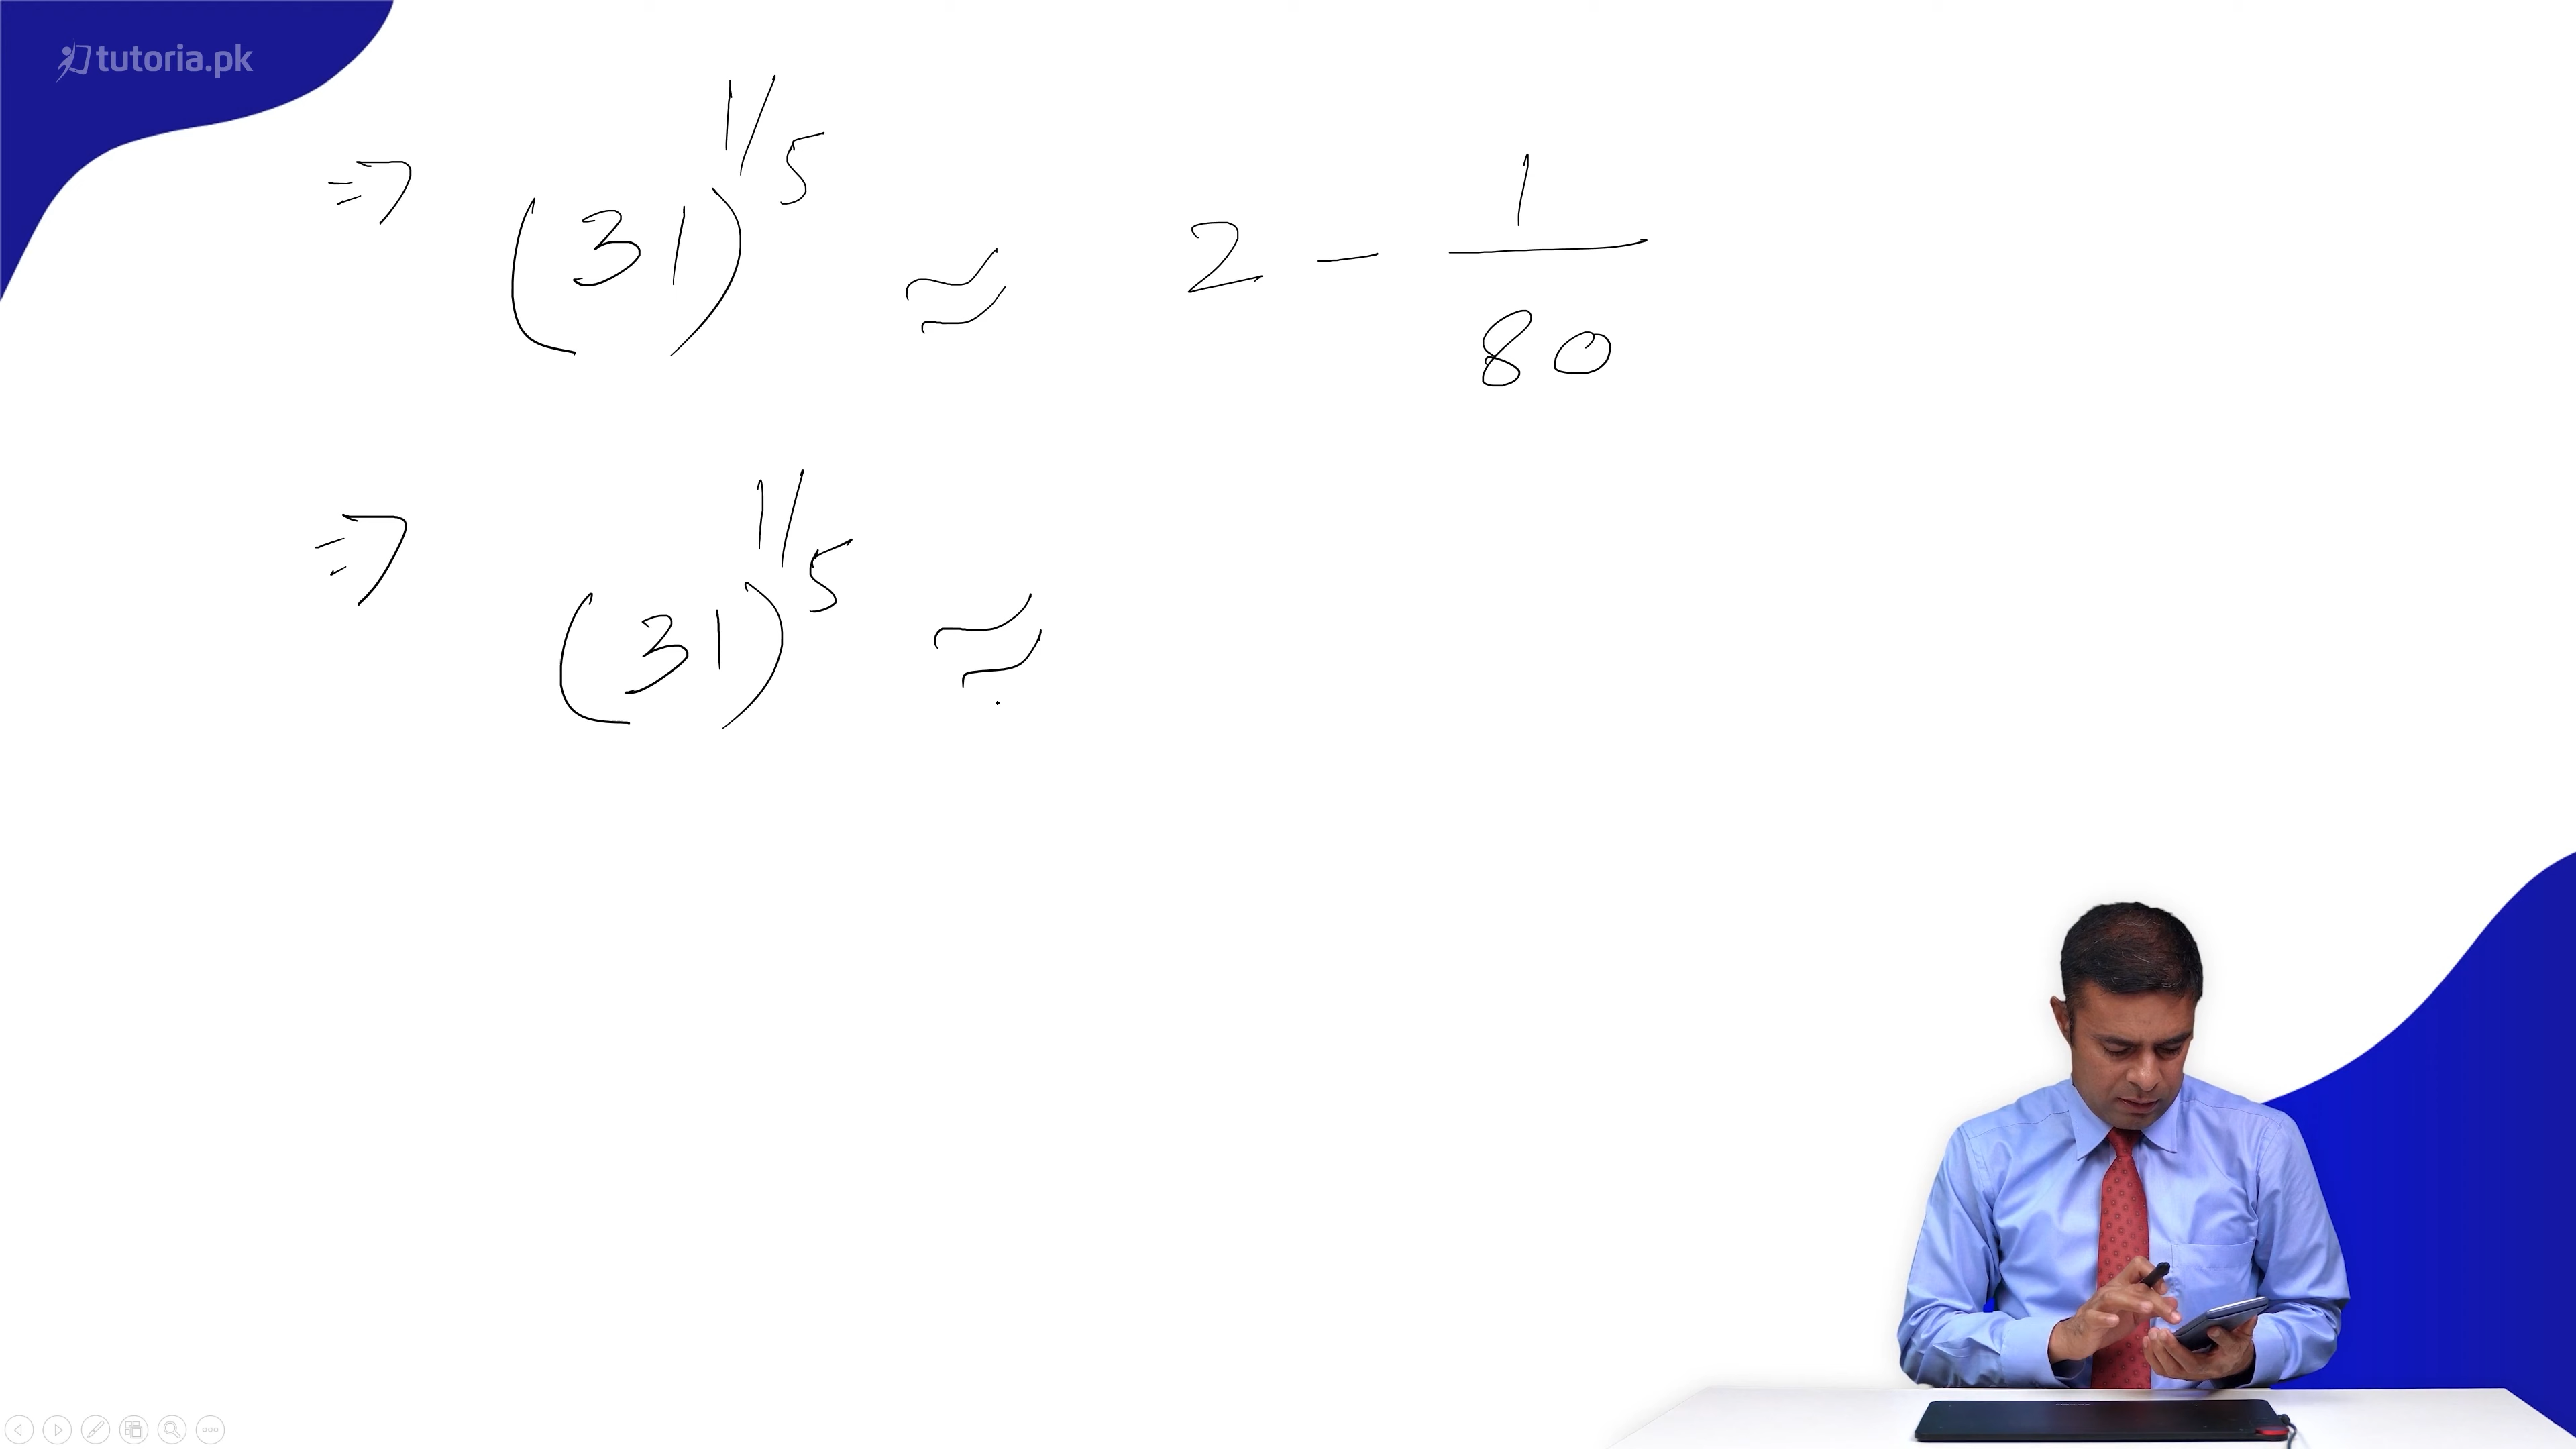 tutoria.pk
⇒ (31)^{1/5} ≈ 2 - 1/80
⇒ (31)^{1/5} ≈